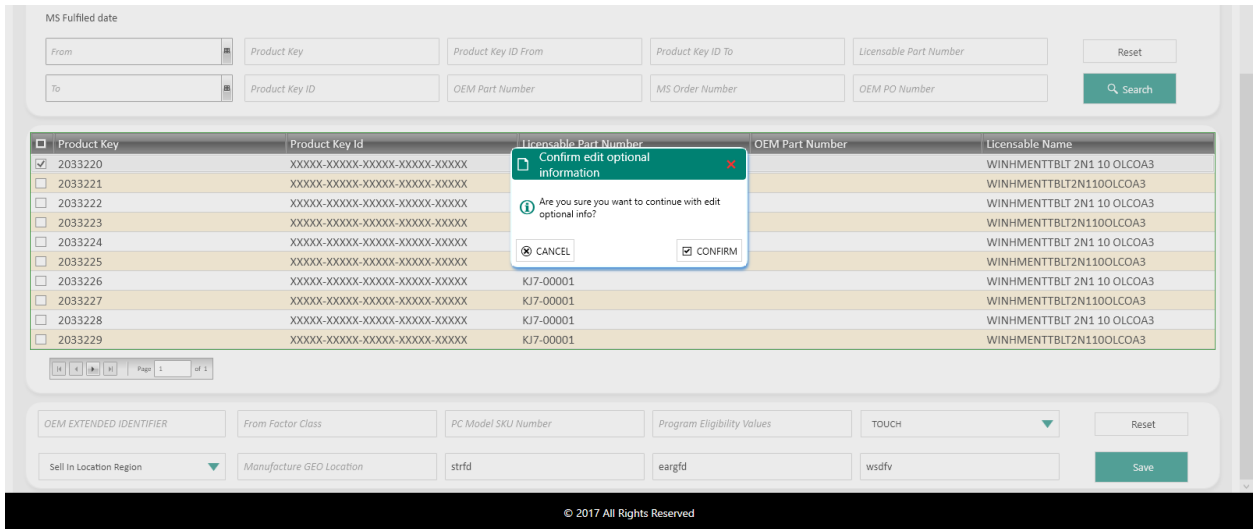 MS Fulfiled date
From Product Key Product Key ID From Product Key ID To Licensable Part Number Reset
To Product Key ID OEM Part Number MS Order Number OEM PO Number Search
Product Key Product Key Id Licensable Part Number OEM Part Number Licensable Name
2033220 XXXXX-XXXXX-XXXXX-XXXXX-XXXXX WINHMENTTBLT 2N1 10 OLCOA3
2033221 XXXXX-XXXXX-XXXXX-XXXXX-XXXXX WINHMENTTBLT2N110OLCOA3
2033222 XXXXX-XXXXX-XXXXX-XXXXX-XXXXX WINHMENTTBLT 2N1 10 OLCOA3
2033223 XXXXX-XXXXX-XXXXX-XXXXX-XXXXX WINHMENTTBLT2N110OLCOA3
2033224 XXXXX-XXXXX-XXXXX-XXXXX-XXXXX WINHMENTTBLT 2N1 10 OLCOA3
2033225 XXXXX-XXXXX-XXXXX-XXXXX-XXXXX WINHMENTTBLT2N110OLCOA3
2033226 XXXXX-XXXXX-XXXXX-XXXXX-XXXXX KJ7-00001 WINHMENTTBLT 2N1 10 OLCOA3
2033227 XXXXX-XXXXX-XXXXX-XXXXX-XXXXX KJ7-00001 WINHMENTTBLT2N110OLCOA3
2033228 XXXXX-XXXXX-XXXXX-XXXXX-XXXXX KJ7-00001 WINHMENTTBLT 2N1 10 OLCOA3
2033229 XXXXX-XXXXX-XXXXX-XXXXX-XXXXX KJ7-00001 WINHMENTTBLT2N110OLCOA3
Confirm edit optional
information
Are you sure you want to continue with edit
optional info?
CANCEL CONFIRM
Page 1 of 1
OEM EXTENDED IDENTIFIER From Factor Class PC Model SKU Number Program Eligibility Values TOUCH Reset
Sell In Location Region Manufacture GEO Location strfd eargfd wsdfv Save
© 2017 All Rights Reserved